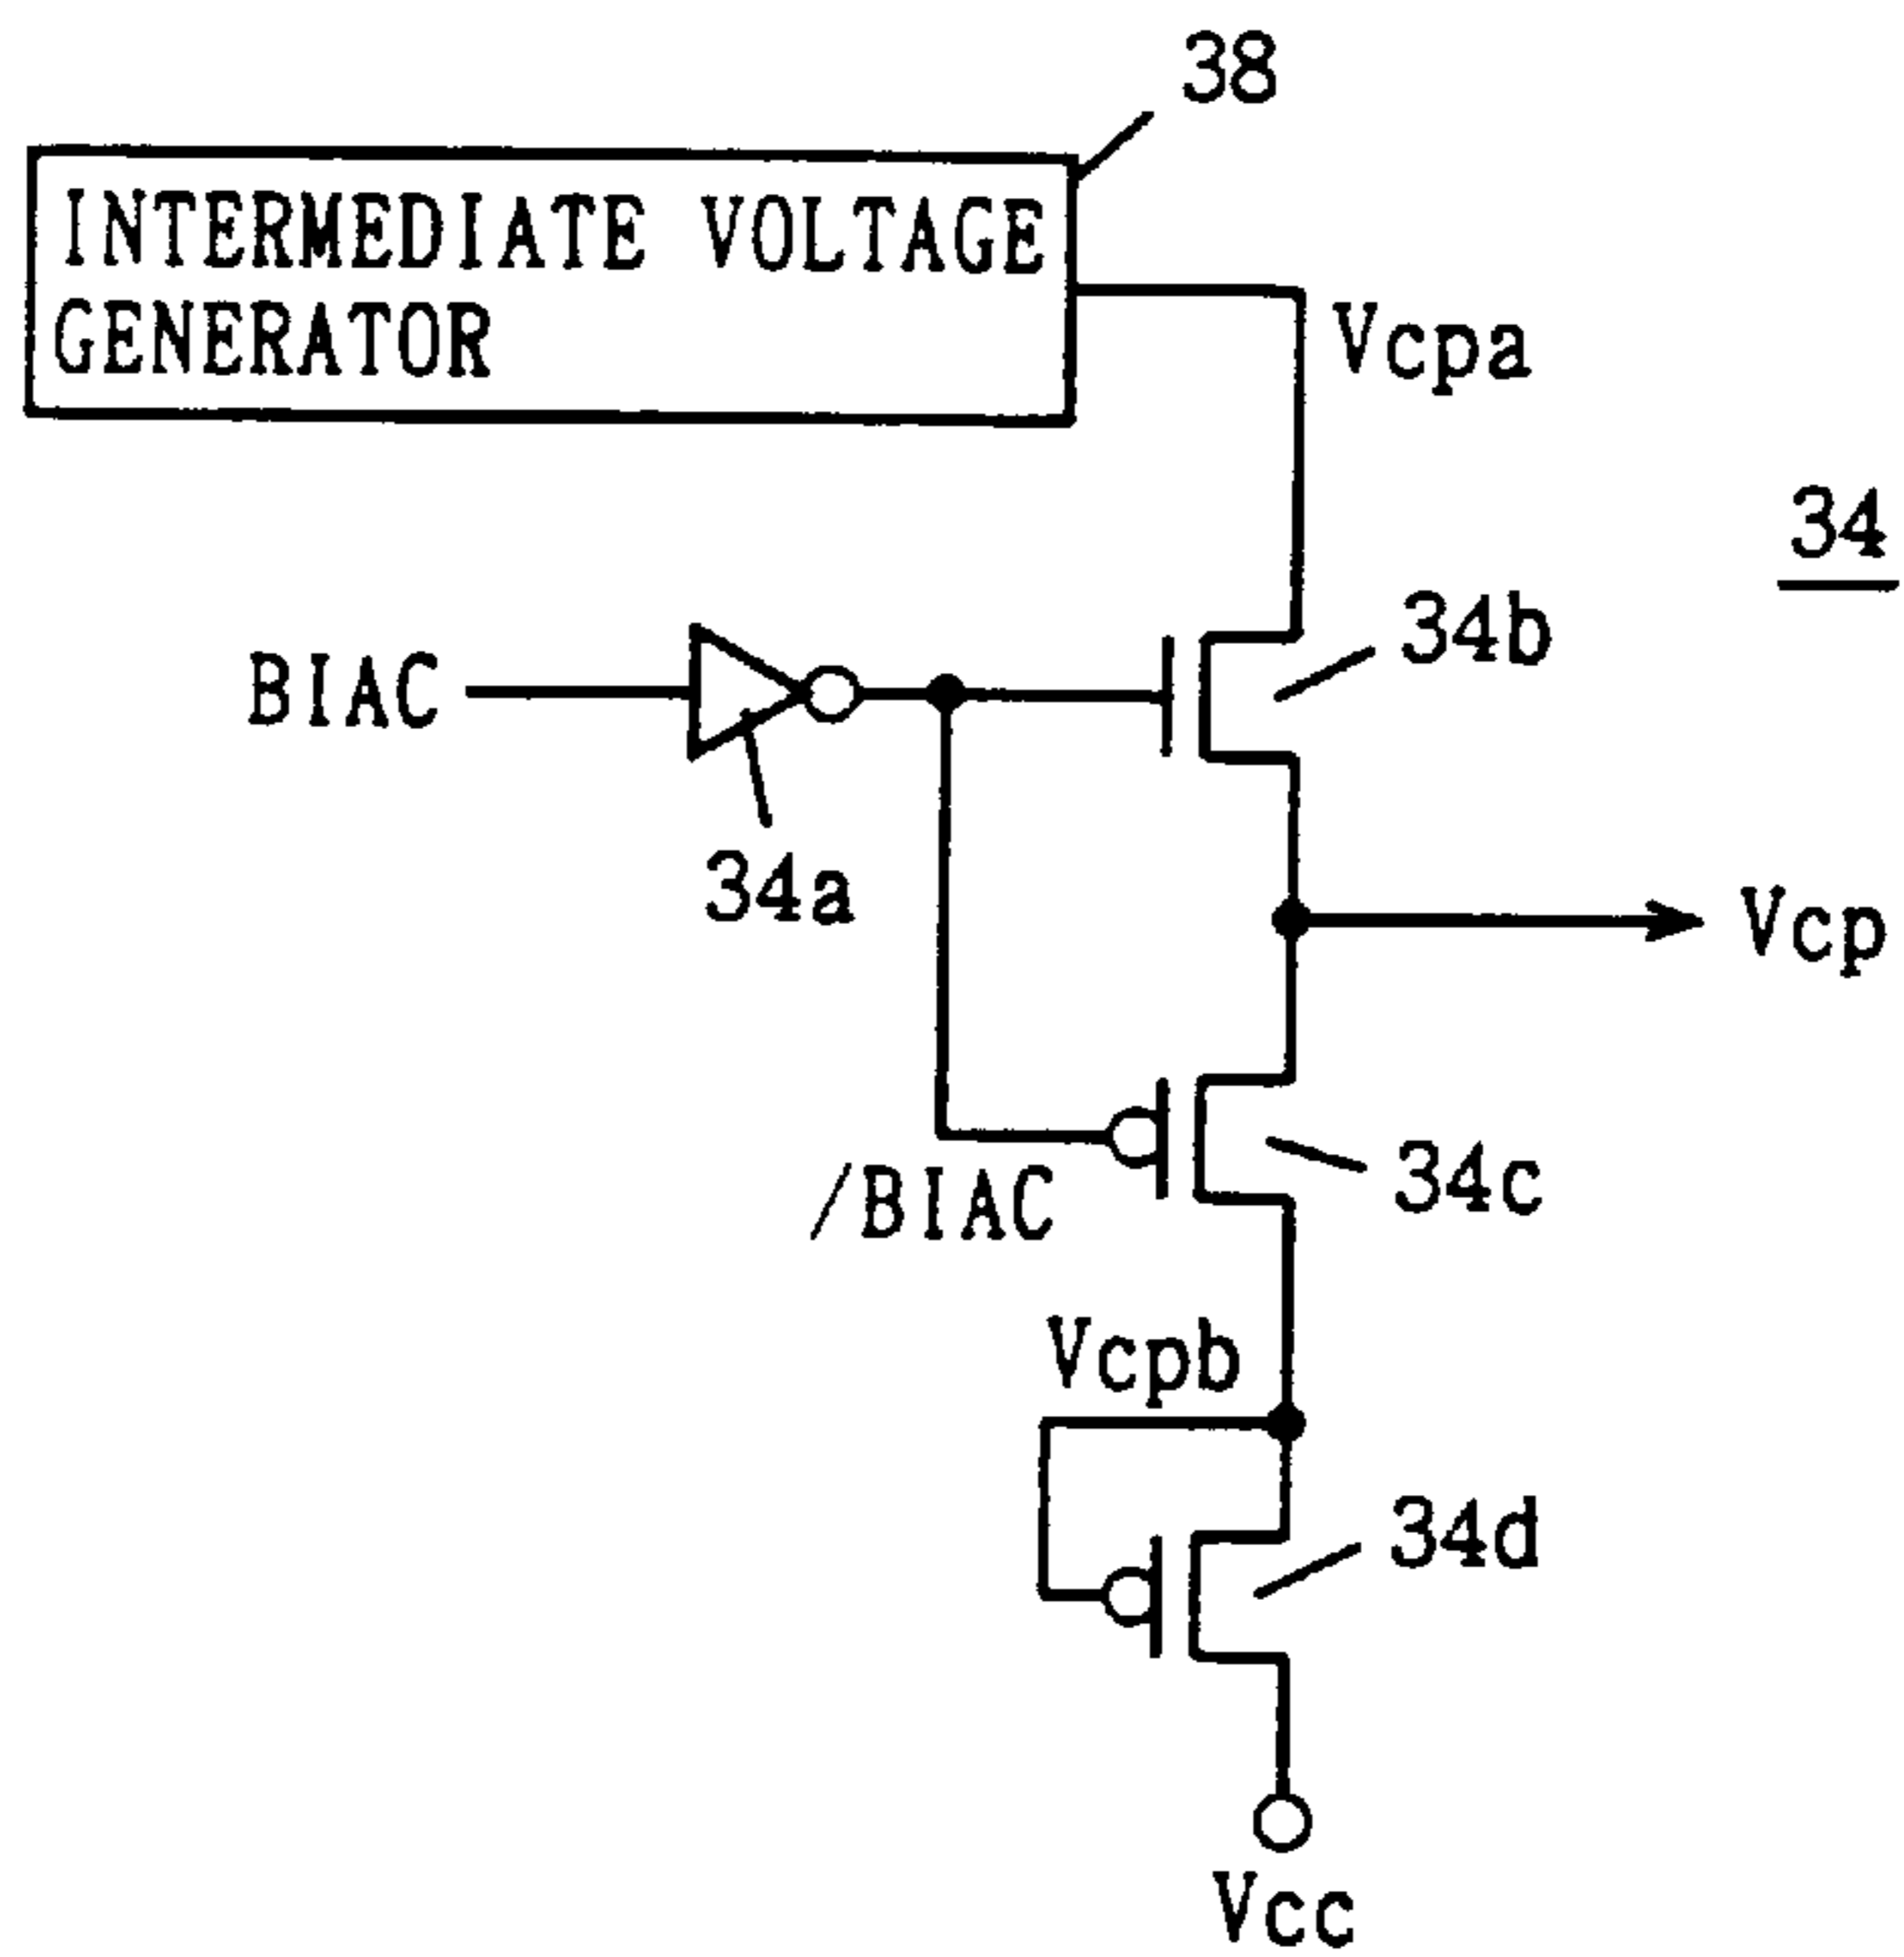 38
INTERMEDIATE VOLTAGE
GENERATOR
Vcpa
34
34b
BIAC
34a
Vcp
34c
/BIAC
Vcpb
34d
Vcc